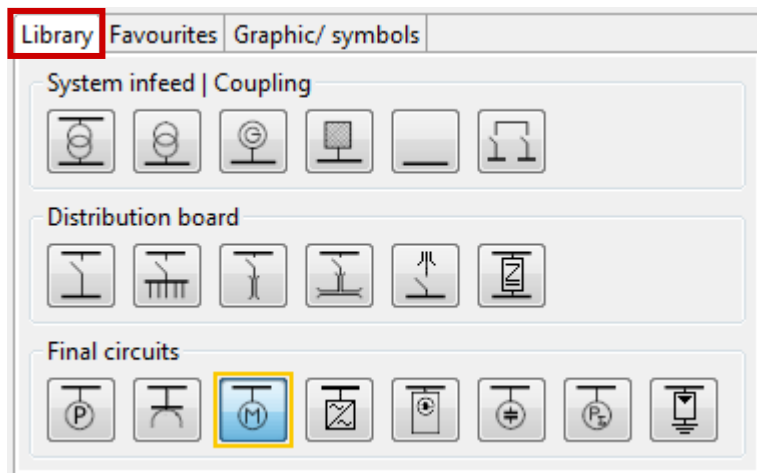 Library Favourites Graphic/ symbols
System infeed | Coupling
G
Distribution board
Z
Final circuits
P M P